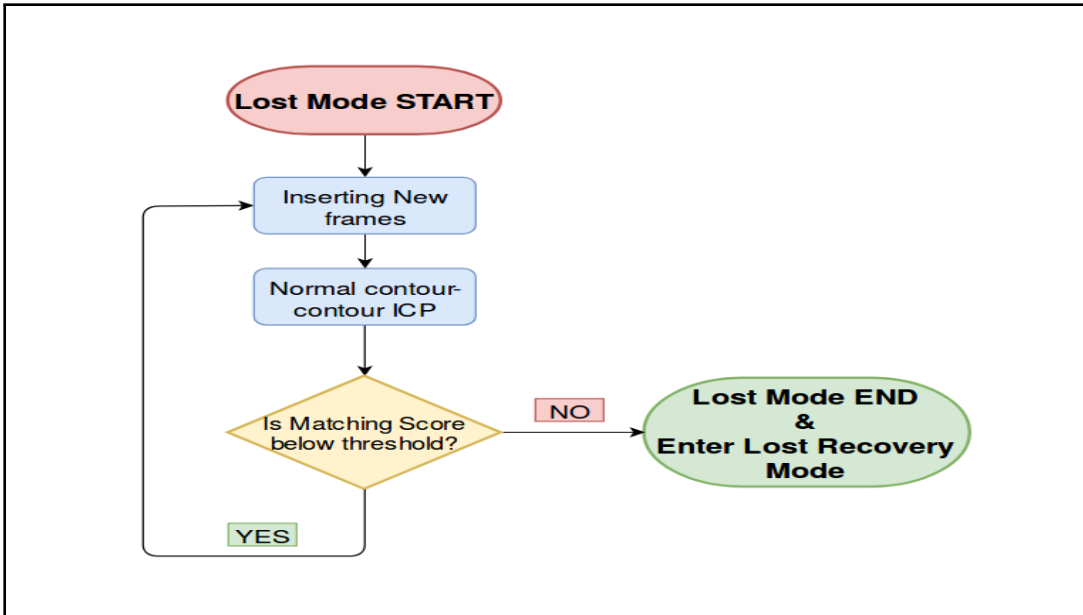 Lost Mode START
Inserting New
frames
Normal contour-
contour ICP
Is Matching Score
below threshold?
NO
Lost Mode END
&
Enter Lost Recovery
Mode
YES